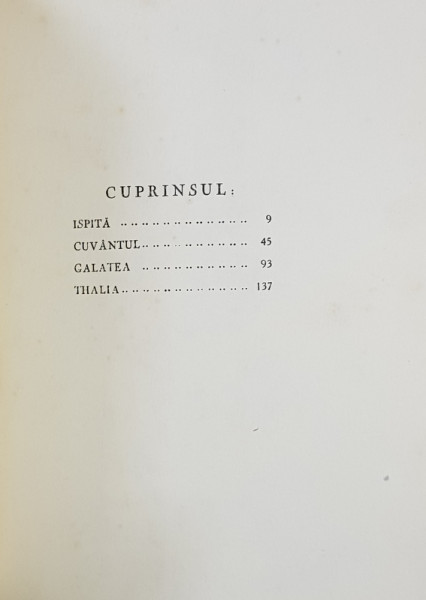 CUPRINSUL:
ISPITĂ .. .. .. .. .. .. .. .. .. .. .. .. 9
CUVÂNTUL .. .. .. .. .. .. .. .. .. .. 45
GALATEA .. .. .. .. .. .. .. .. .. .. 93
THALIA .. .. .. .. .. .. .. .. .. .. .. .. 137